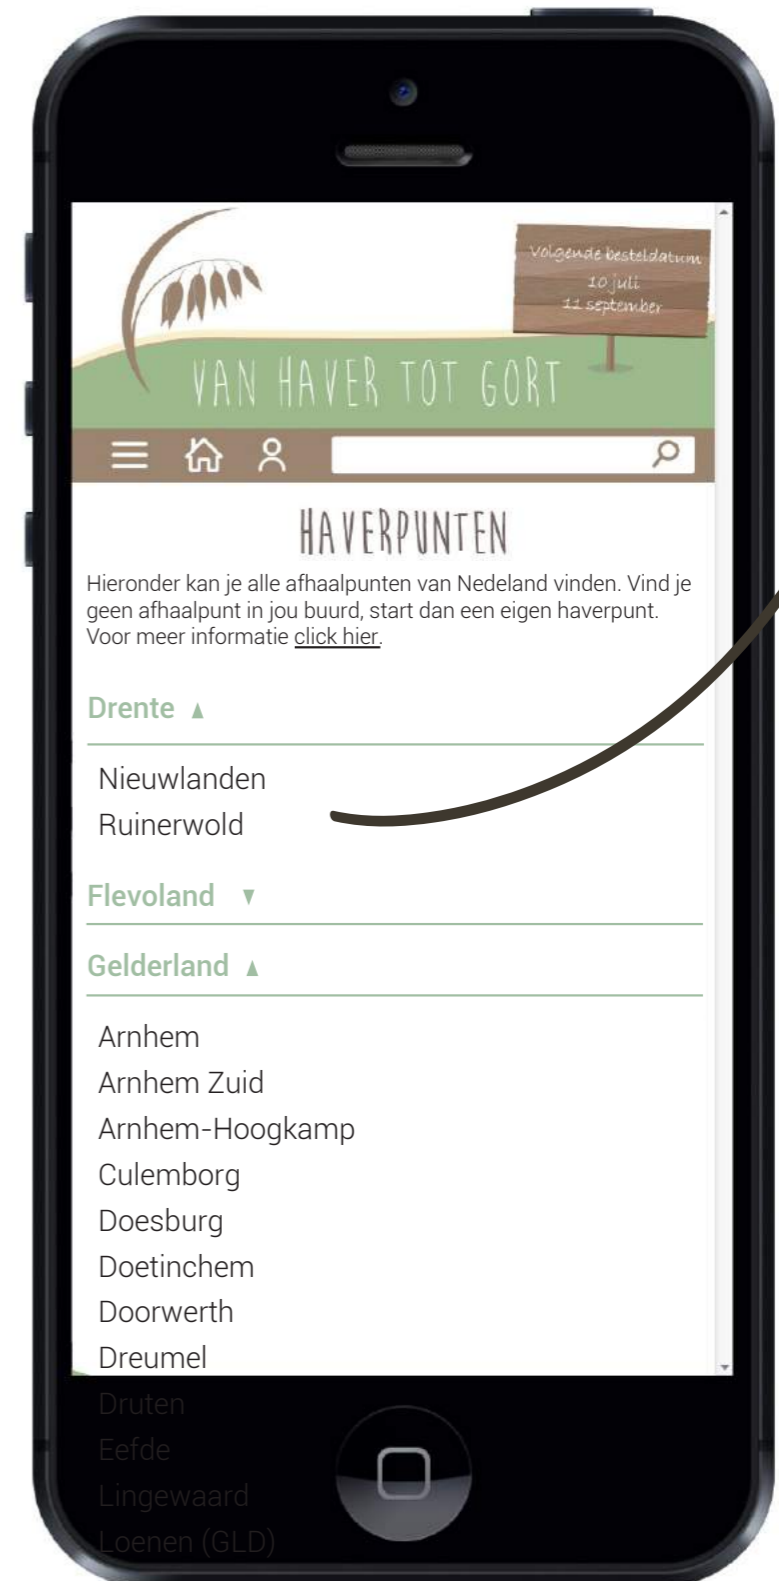 Volgende besteldatum
10 juli
11 september
VAN HAVER TOT GORT
HAVERPUNTEN
Hieronder kan je alle afhaalpunten van Nedeland vinden. Vind je
geen afhaalpunt in jou buurd, start dan een eigen haverpunt.
Voor meer informatie click hier.
Drente ▲
Nieuwlanden
Ruinerwold
Flevoland ▼
Gelderland ▲
Arnhem
Arnhem Zuid
Arnhem-Hoogkamp
Culemborg
Doesburg
Doetinchem
Doorwerth
Dreumel
Druten
Eefde
Lingewaard
Loenen (GLD)